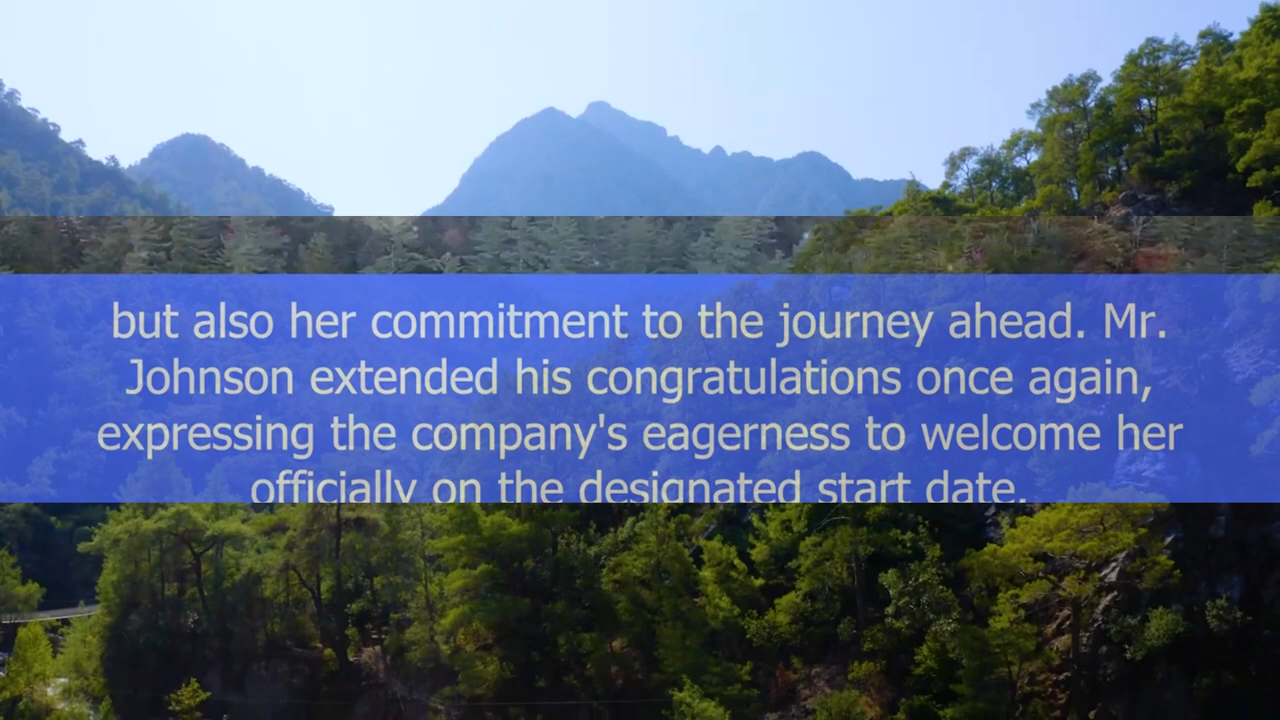 but also her commitment to the journey ahead. Mr.
Johnson extended his congratulations once again,
expressing the company's eagerness to welcome her
officially on the designated start date.